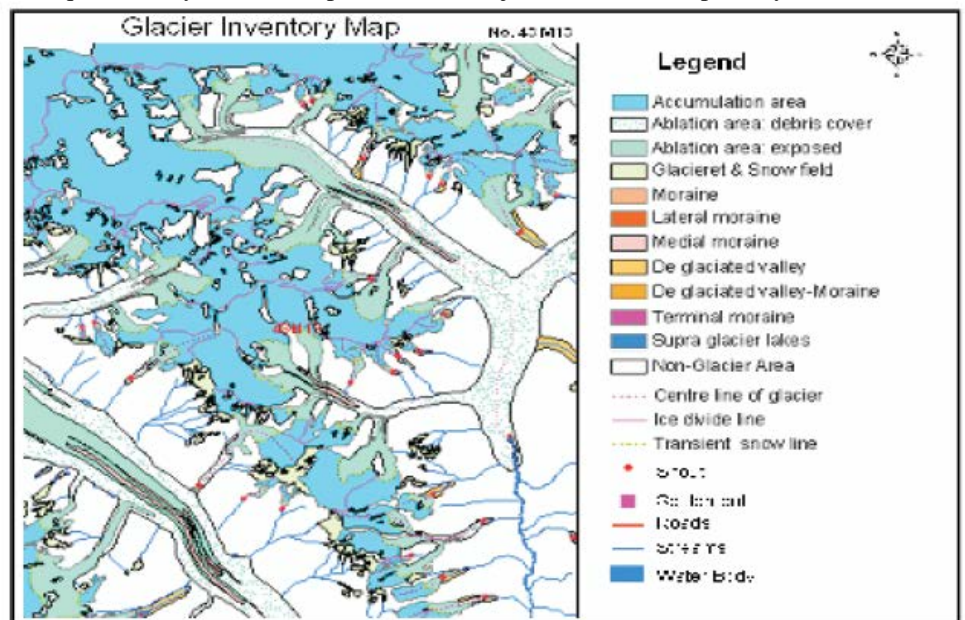 Glacier Inventory Map
Legend
Accumulation area
Ablation area: debris cover
Ablation area: exposed
Glacieret & Snow field
Moraine
Lateral moraine
Medial moraine
De glaciated valley
De glaciated valley-Moraine
Terminal moraine
Supra glacier lakes
Non-Glacier Area
Centre line of glacier
Ice divide line
Transient snow line
Snout
Roads
Streams
Water Body